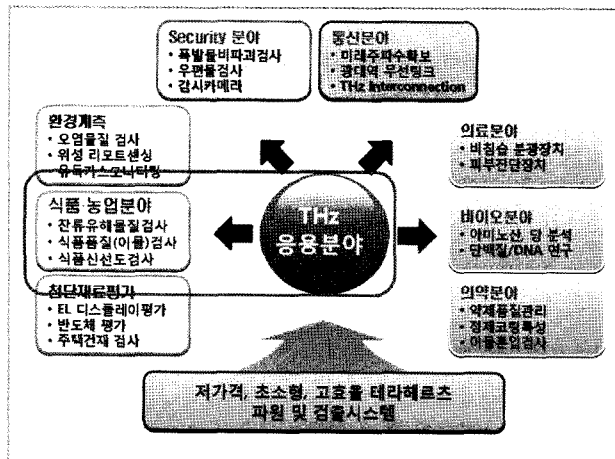 Security 분야
• 폭발물비파괴검사
• 우편물검사
• 감시카메라
통신분야
• 미래주파수확보
• 광대역 무선링크
• THz Interconnection
환경계측
• 오염물질 검사
• 위성 리모트센싱
• 유독가스모니터링
식품 농업분야
• 잔류유해물질검사
• 식품품질(이물)검사
• 식품신선도검사
첨단재료평가
• EL 디스플레이평가
• 반도체 평가
• 주택건재 검사
THz
응용분야
의료분야
• 비침습 분광장치
• 피부진단장치
바이오분야
• 아미노산, 당 분석
• 단백질/DNA 연구
의약분야
• 약제품질관리
• 정제코팅특성
• 이물혼입검사
저가격, 초소형, 고효율 테라헤르츠
파원 및 검출시스템